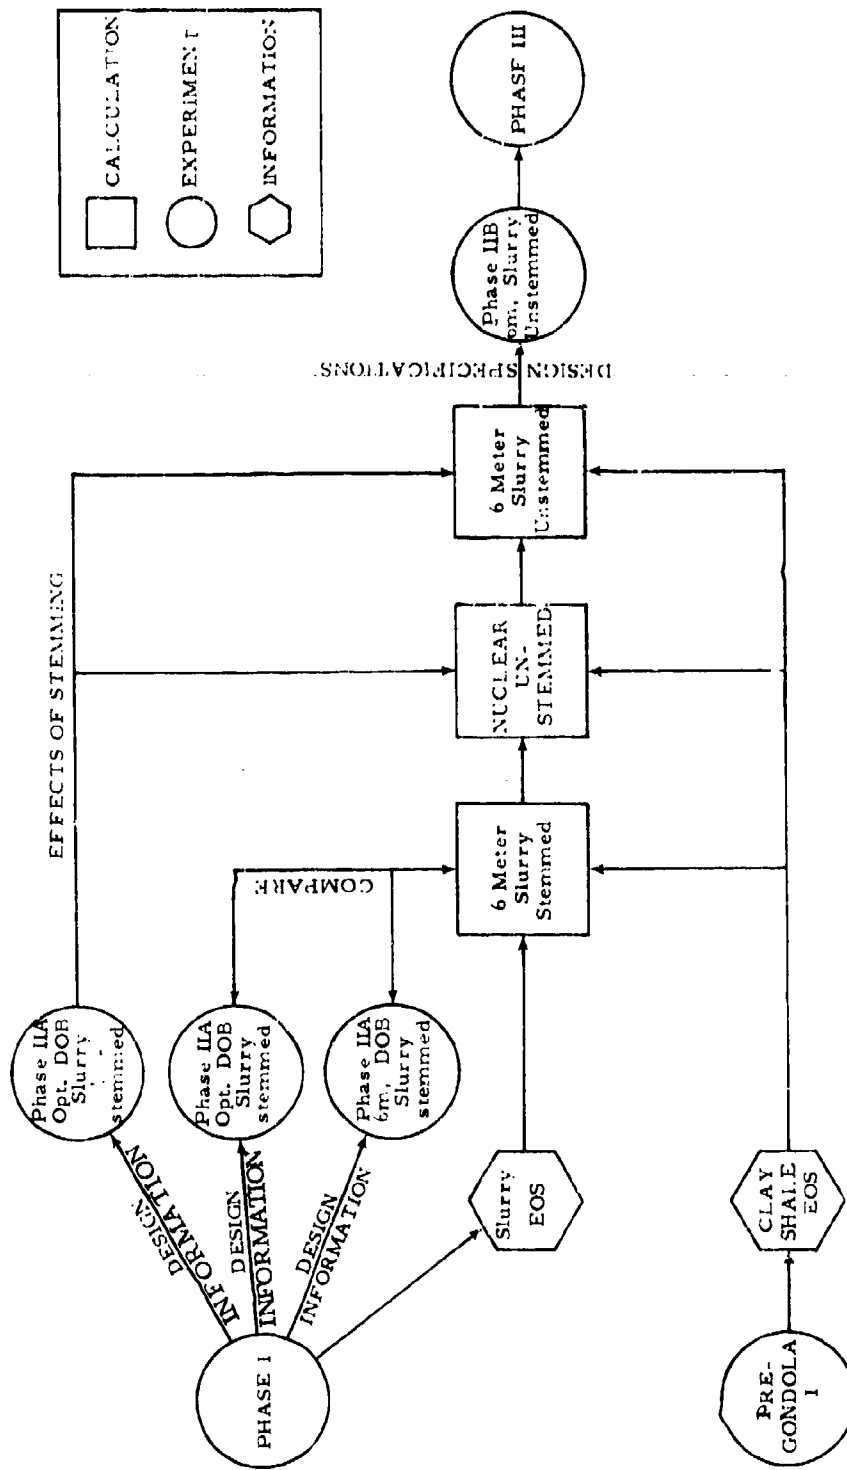 CALCULATION
EXPERIMENT
INFORMATION
EFFECTS OF STEMMING
Phase IIA
Opt. DOB
Slurry
stemmed
Phase IIA
Opt. DOB
Slurry
stemmed
Phase IIA
6m, DOB
Slurry
stemmed
DESIGN
INFORMATION
DESIGN
INFORMATION
DESIGN
INFORMATION
PHASE I
COMPARE
Slurry
EOS
6 Meter
Slurry
Stemmed
NUCLEAR
UN-
STEMMED
6 Meter
Slurry
Unstemmed
DESIGN SPECIFICATIONS
Phase IIB
6m, Slurry
Unstemmed
PHASE III
PRE-
GONDOLA
I
CLAY
SHALE
EOS